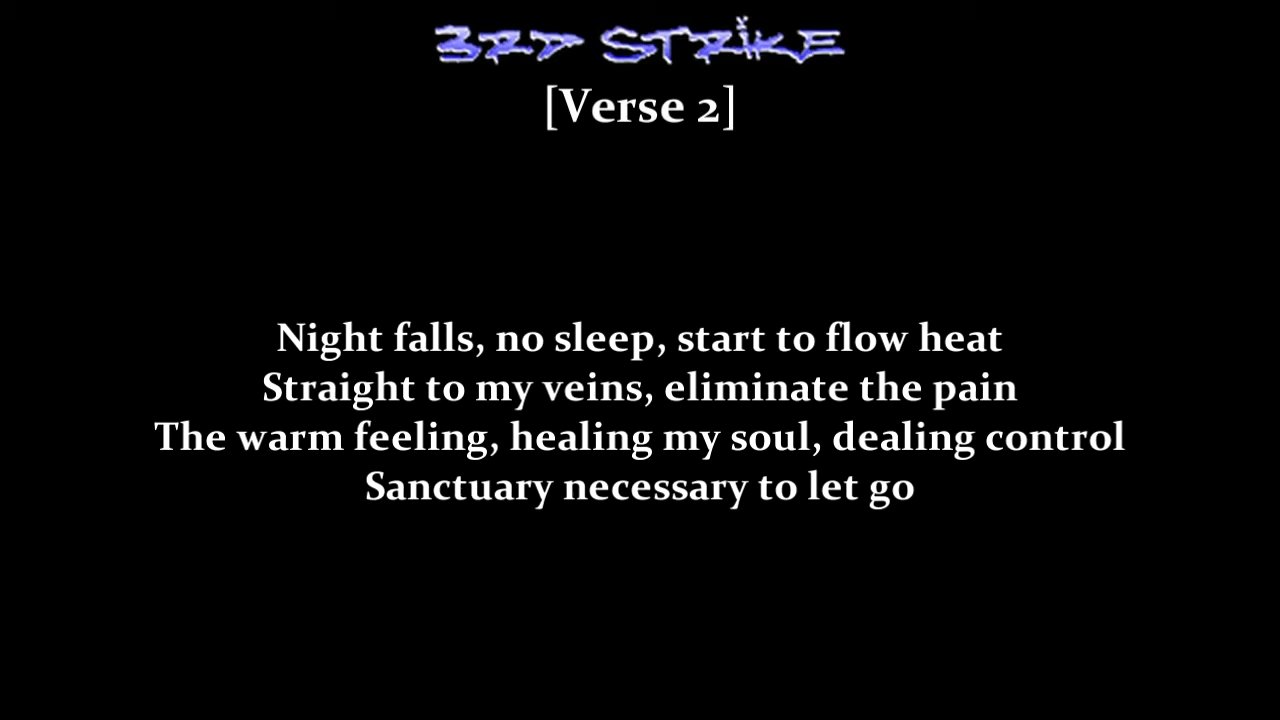 3RD STRIKE
[Verse 2]
Night falls, no sleep, start to flow heat
Straight to my veins, eliminate the pain
The warm feeling, healing my soul, dealing control
Sanctuary necessary to let go